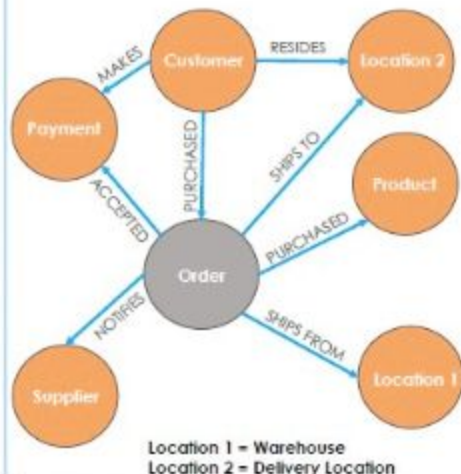 Customer
RESIDES
Location 2
MAKES
Payment
PURCHASED
SHIPS TO
Product
ACCEPTED
PURCHASED
Order
NOTIFIES
SHIPS FROM
Supplier
Location 1
Location 1 = Warehouse
Location 2 = Delivery Location